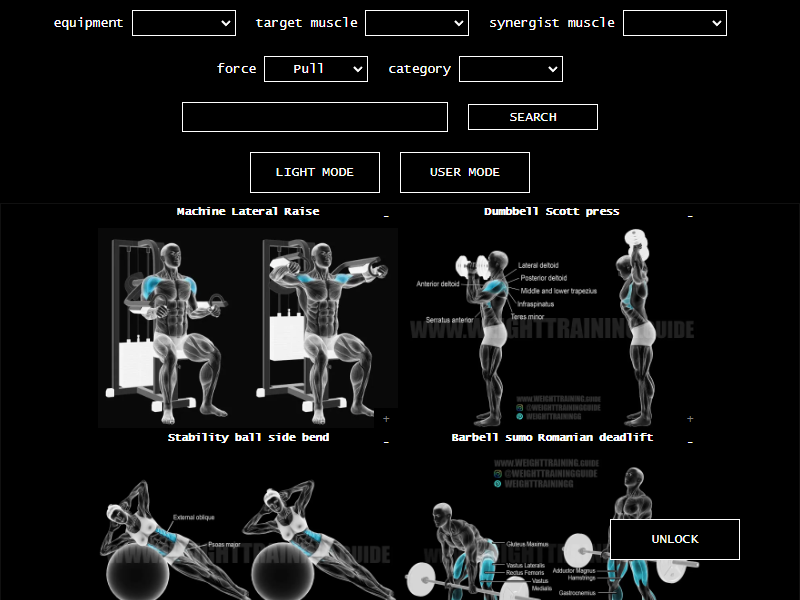 equipment target muscle synergist muscle
force Pull category
SEARCH
LIGHT MODE USER MODE
Machine Lateral Raise - Dumbbell Scott press -
Lateral deltoid
Posterior deltoid
Anterior deltoid
Middle and lower trapezius
Infraspinatus
Teres minor
Serratus anterior
WWW.WEIGHTTRAINING.GUIDE
WWW.WEIGHTTRAINING.GUIDE
@WEIGHTTRAININGGUIDE
WEIGHTTRAININGG
+ +
Stability ball side bend - Barbell sumo Romanian deadlift -
WWW.WEIGHTTRAINING.GUIDE
@WEIGHTTRAININGGUIDE
WEIGHTTRAININGG
External oblique
Psoas major
Gluteus Maximus
Vastus Lateralis
Rectus Femoris
Vastus
Medialis
Adductor Magnus
Hamstrings
Gastrocnemius
UNLOCK